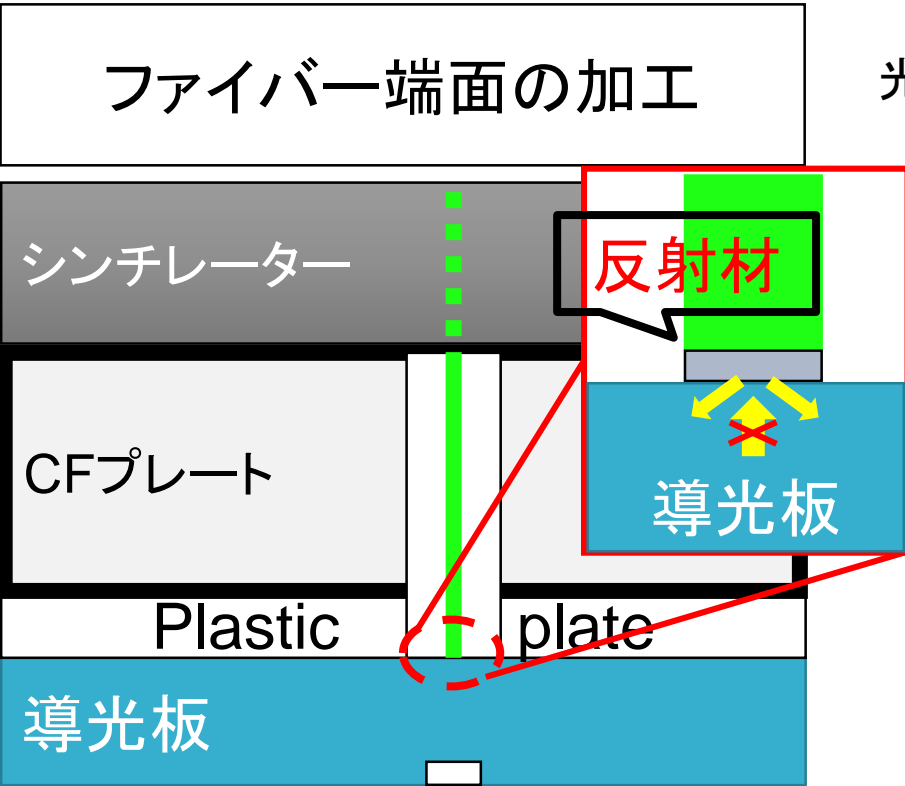 ファイバー端面の加工
光
シンチレーター
反射材
CFプレート
導光板
Plastic plate
導光板